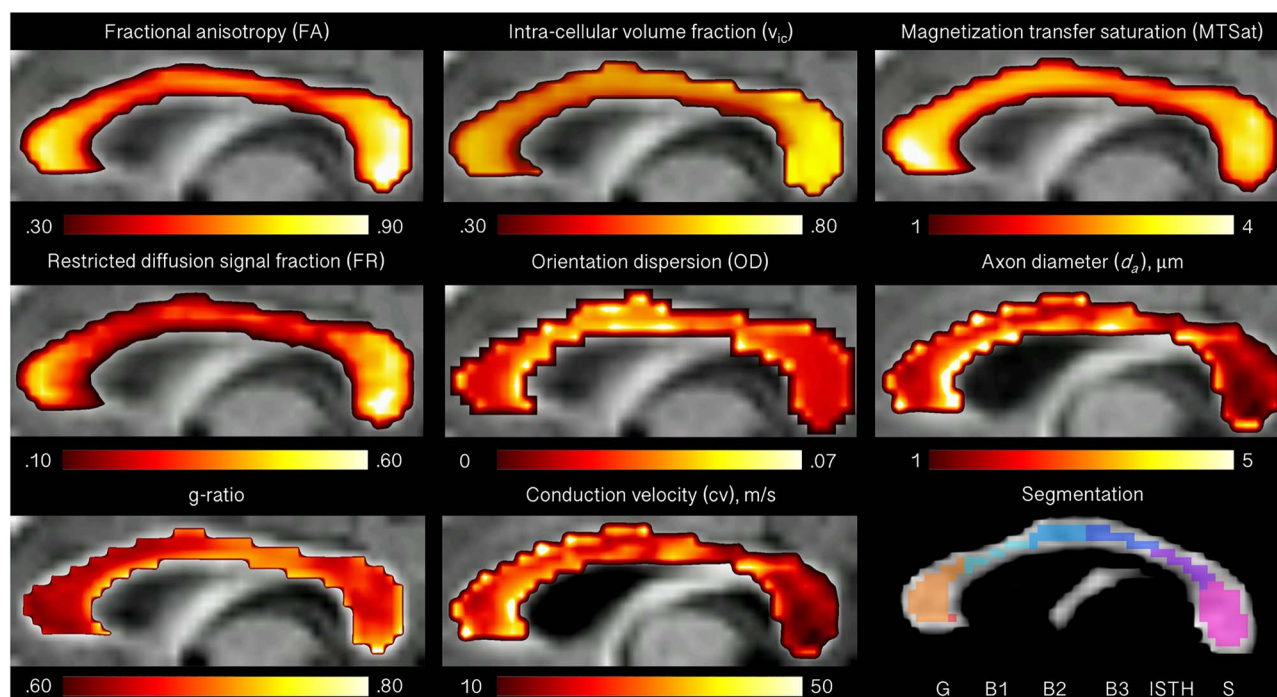 Fractional anisotropy (FA)
Intra-cellular volume fraction (vic)
Magnetization transfer saturation (MTSat)
.30 .90
.30 .80
1 4
Restricted diffusion signal fraction (FR)
Orientation dispersion (OD)
Axon diameter (da), µm
.10 .60
0 .07
1 5
g-ratio
Conduction velocity (cv), m/s
Segmentation
.60 .80
10 50
G B1 B2 B3 ISTH S